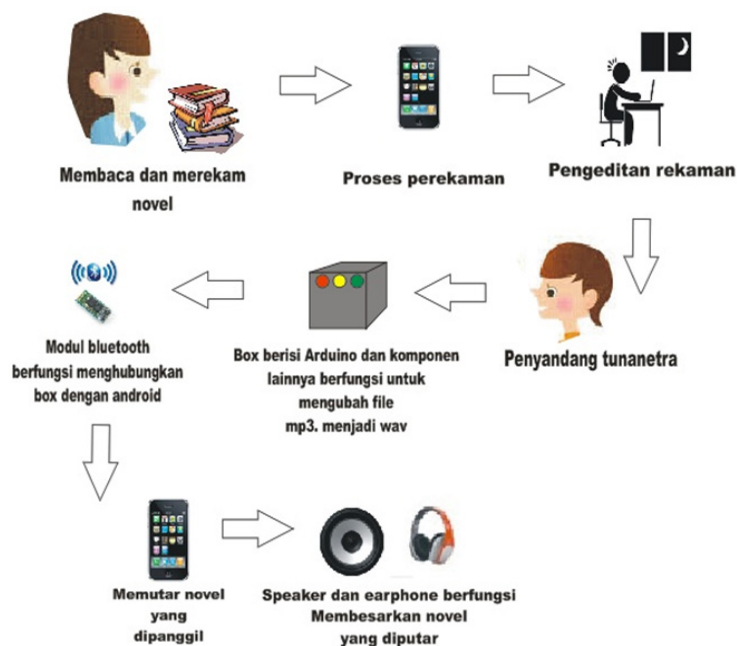 Membaca dan merekam
novel
Proses perekaman
Pengeditan rekaman
Penyandang tunanetra
Box berisi Arduino dan komponen
lainnya berfungsi untuk
mengubah file
mp3. menjadi wav
Modul bluetooth
berfungsi menghubungkan
box dengan android
Memutar novel
yang
dipanggil
Speaker dan earphone berfungsi
Membesarkan novel
yang diputar